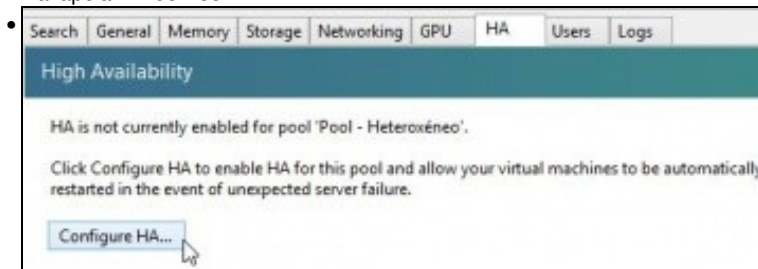 Search General Memory Storage Networking GPU HA Users Logs
High Availability
HA is not currently enabled for pool 'Pool - Heteroxéneo'.
Click Configure HA to enable HA for this pool and allow your virtual machines to be automatically
restarted in the event of unexpected server failure.
Configure HA...